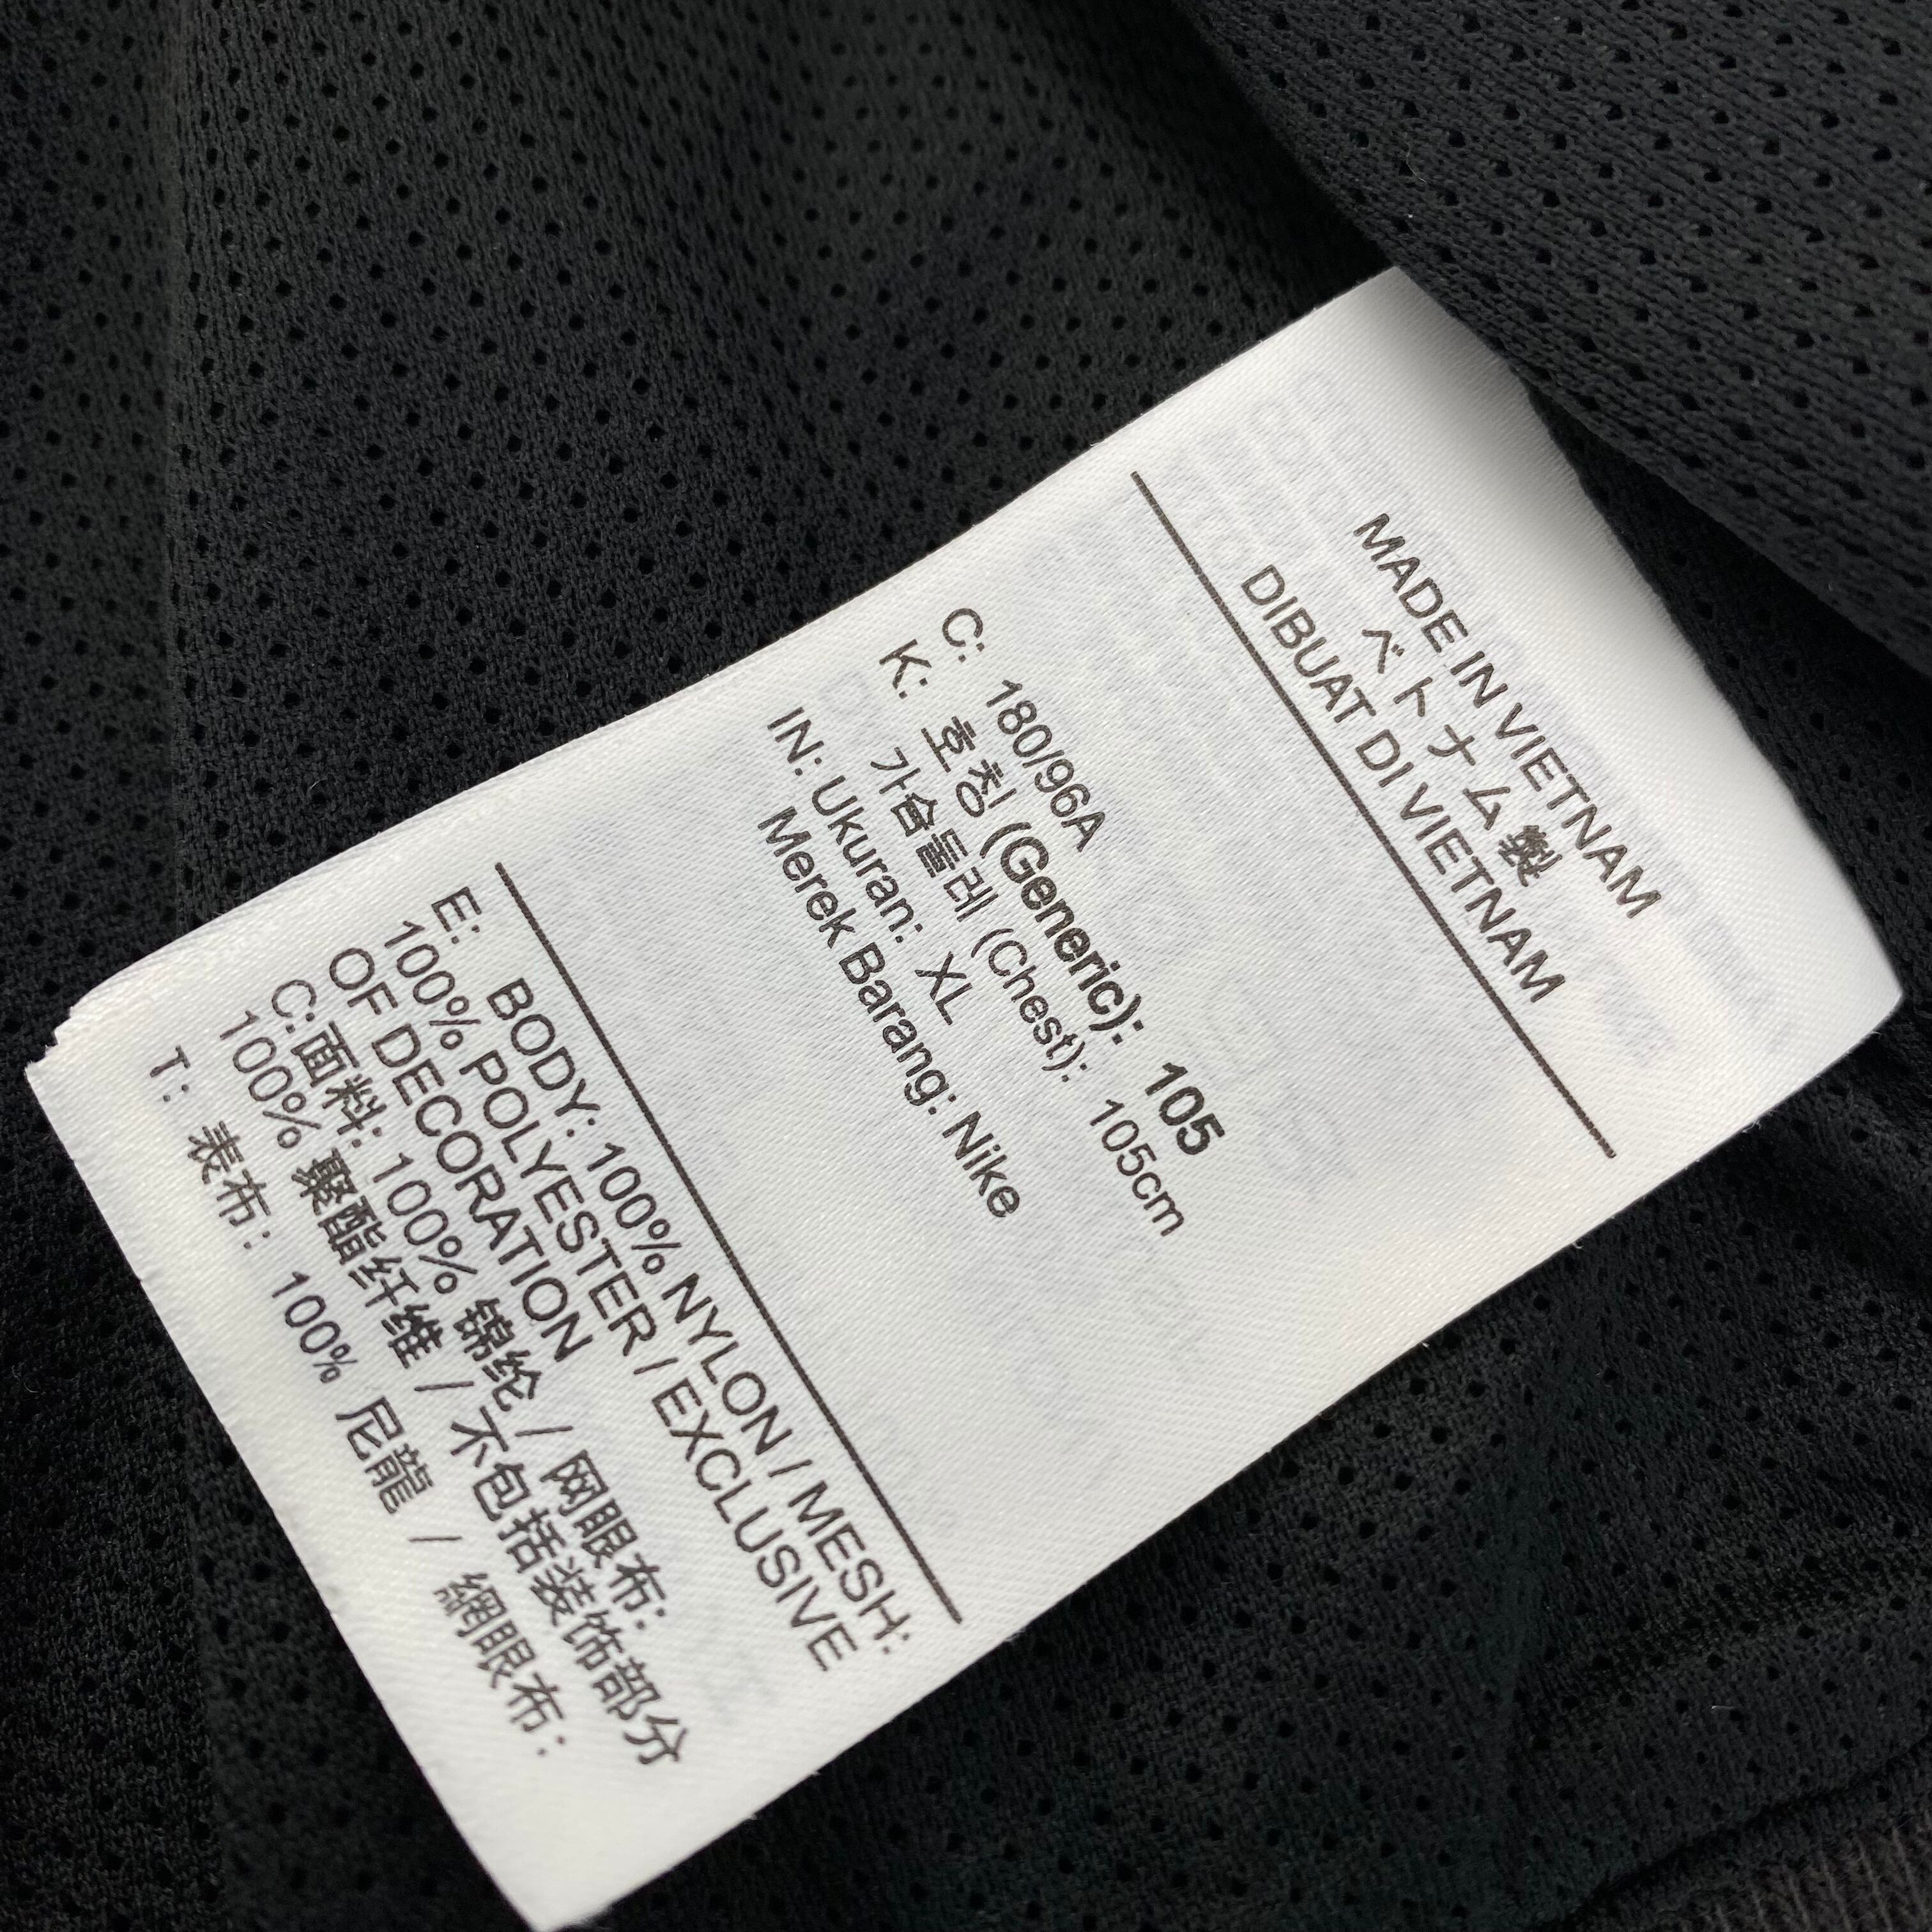 MADE IN VIETNAM
ベトナム製
DIBUAT DI VIETNAM
C: 180/96A
K: 호칭 (Generic): 105
가슴둘레 (Chest): 105cm
IN: Ukuran: XL
Merek Barang: Nike
E: BODY: 100% NYLON / MESH:
100% POLYESTER / EXCLUSIVE
OF DECORATION
C:面料: 100% 锦纶 / 网眼布:
100% 聚酯纤维 / 不包括装饰部分
T: 表布: 100% 尼龍 / 網眼布: